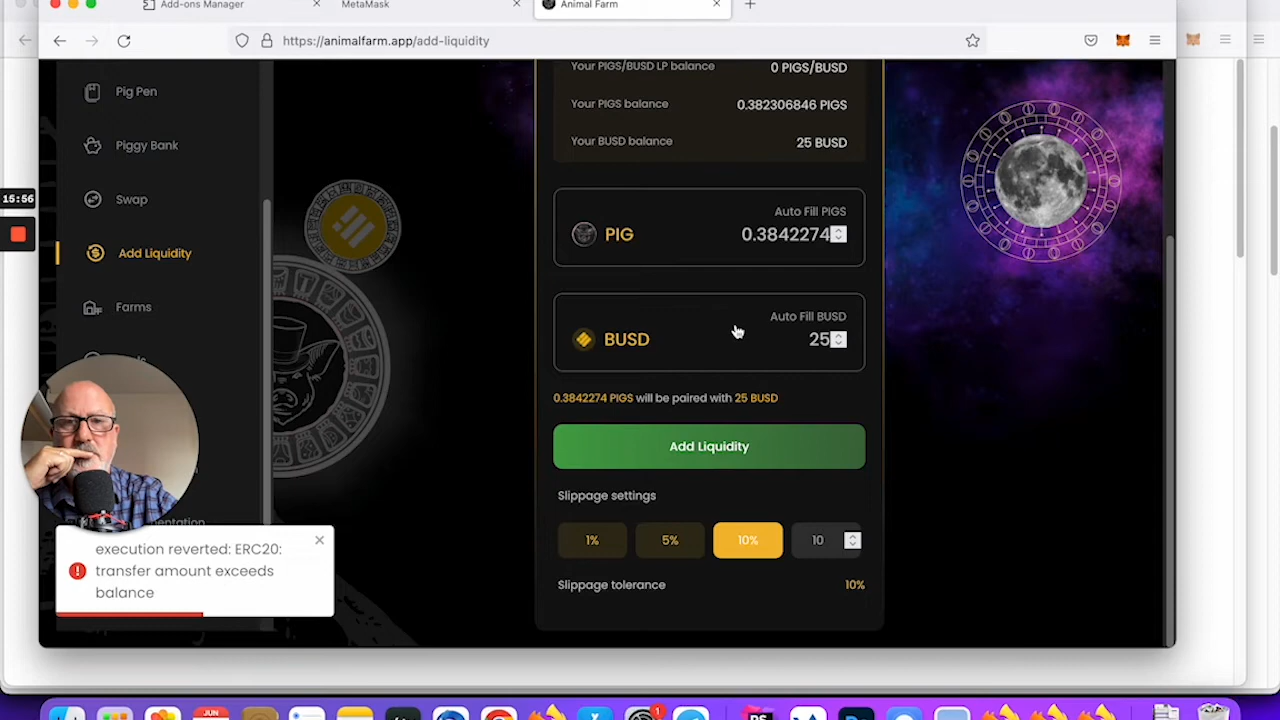 Add-ons Manager
MetaMask
Animal Farm
https://animalfarm.app/add-liquidity
Your PIGS/BUSD LP balance
0 PIGS/BUSD
Pig Pen
Your PIGS balance
0.382306846 PIGS
Piggy Bank
Your BUSD balance
25 BUSD
15:56
Swap
Auto Fill PIGS
PIG
0.3842274
Add Liquidity
Farms
Auto Fill BUSD
BUSD
25
0.3842274 PIGS will be paired with 25 BUSD
Add Liquidity
Slippage settings
1%
5%
10%
10
execution reverted: ERC20:
transfer amount exceeds
balance
Slippage tolerance
10%
JUN
1